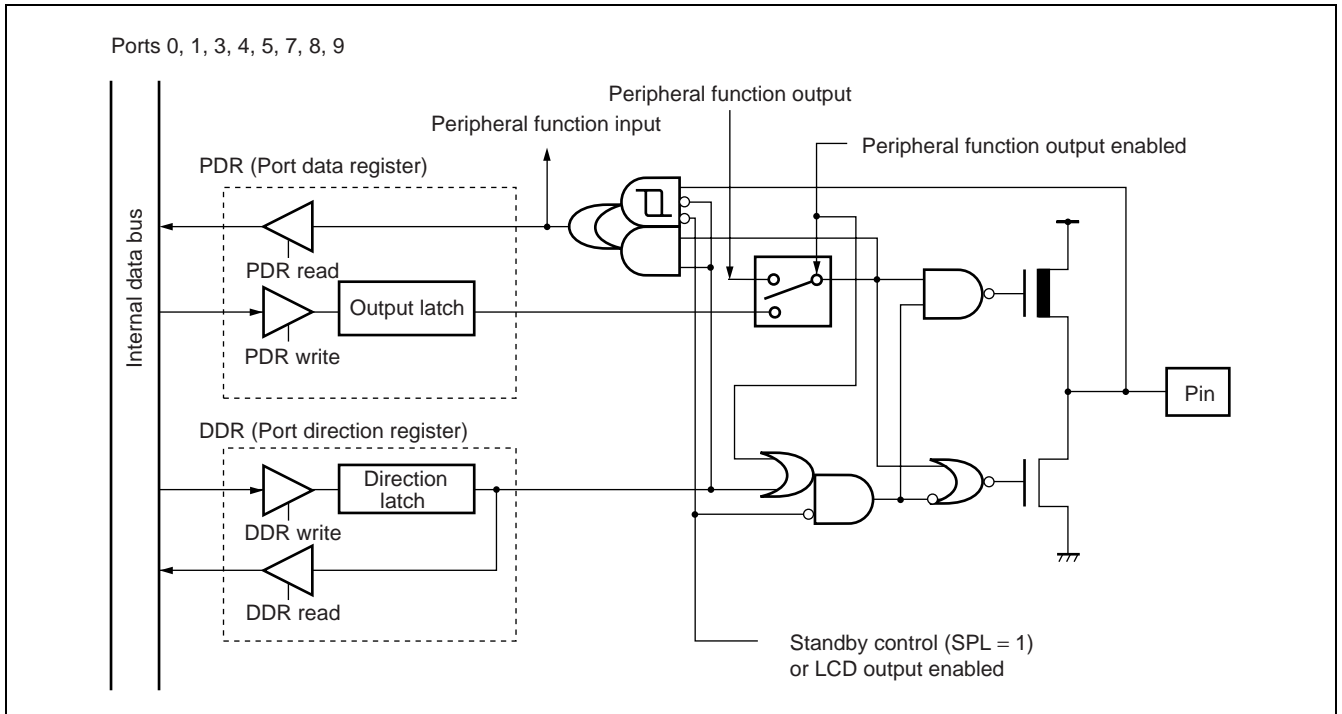 Ports 0, 1, 3, 4, 5, 7, 8, 9
Peripheral function output
Peripheral function input
Peripheral function output enabled
PDR (Port data register)
Internal data bus
PDR read
Output latch
PDR write
Pin
DDR (Port direction register)
Direction
latch
DDR write
DDR read
Standby control (SPL = 1)
or LCD output enabled